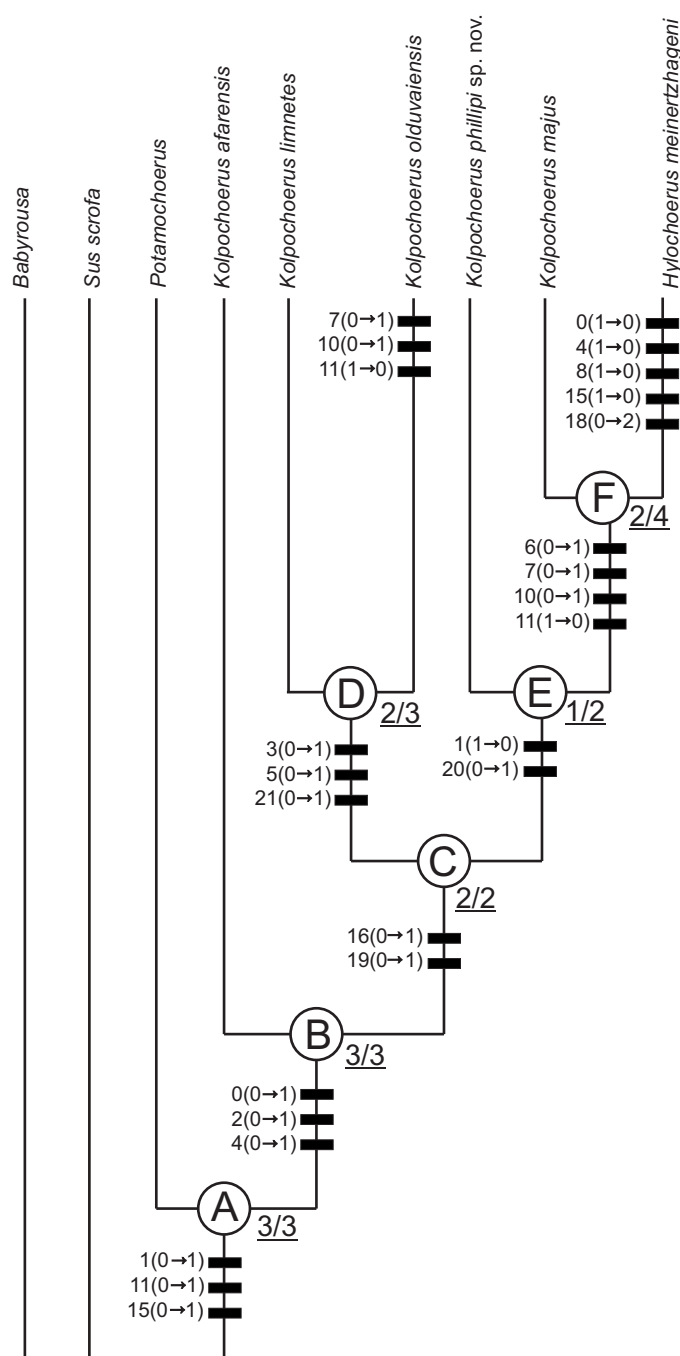 Babyrousa
Sus scrofa
Potamochoerus
Kolpochoerus afarensis
Kolpochoerus limnetes
Kolpochoerus olduvaiensis
Kolpochoerus phillipi sp. nov.
Kolpochoerus majus
Hylochoerus meinertzhageni
7(0→1)
10(0→1)
11(1→0)
0(1→0)
4(1→0)
8(1→0)
15(1→0)
18(0→2)
F
2/4
6(0→1)
7(0→1)
10(0→1)
11(1→0)
D
2/3
E
1/2
3(0→1)
5(0→1)
21(0→1)
1(1→0)
20(0→1)
C
2/2
16(0→1)
19(0→1)
B
3/3
0(0→1)
2(0→1)
4(0→1)
A
3/3
1(0→1)
11(0→1)
15(0→1)